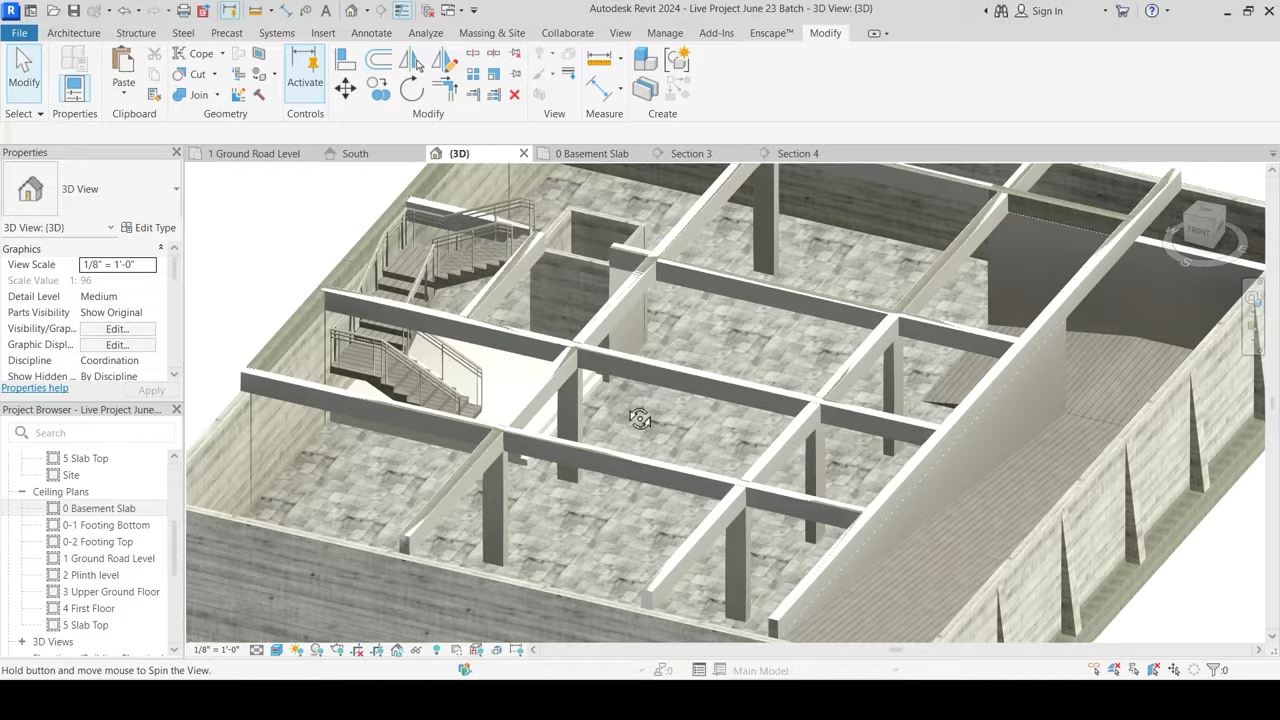 Autodesk Revit 2024 - Live Project June 23 Batch - 3D View: {3D}
Sign In
File Architecture Structure Steel Precast Systems Insert Annotate Analyze Massing & Site Collaborate View Manage Add-Ins Enscape™ Modify
Modify
Paste
Cope
Cut
Join
Activate
Select Properties Clipboard Geometry Controls Modify View Measure Create
Properties
1 Ground Road Level
South
{3D}
0 Basement Slab
Section 3
Section 4
3D View
3D View: {3D}
Edit Type
Graphics
View Scale 1/8" = 1'-0"
Scale Value 1: 96
Detail Level Medium
Parts Visibility Show Original
Visibility/Grap... Edit...
Graphic Displ... Edit...
Discipline Coordination
Show Hidden ... By Discipline
Properties help
Apply
Project Browser - Live Project June...
Search
5 Slab Top
Site
Ceiling Plans
0 Basement Slab
0-1 Footing Bottom
0-2 Footing Top
1 Ground Road Level
2 Plinth level
3 Upper Ground Floor
4 First Floor
5 Slab Top
3D Views
TOP
FRONT
S
1/8" = 1'-0"
Hold button and move mouse to Spin the View.
:0
Main Model
:0